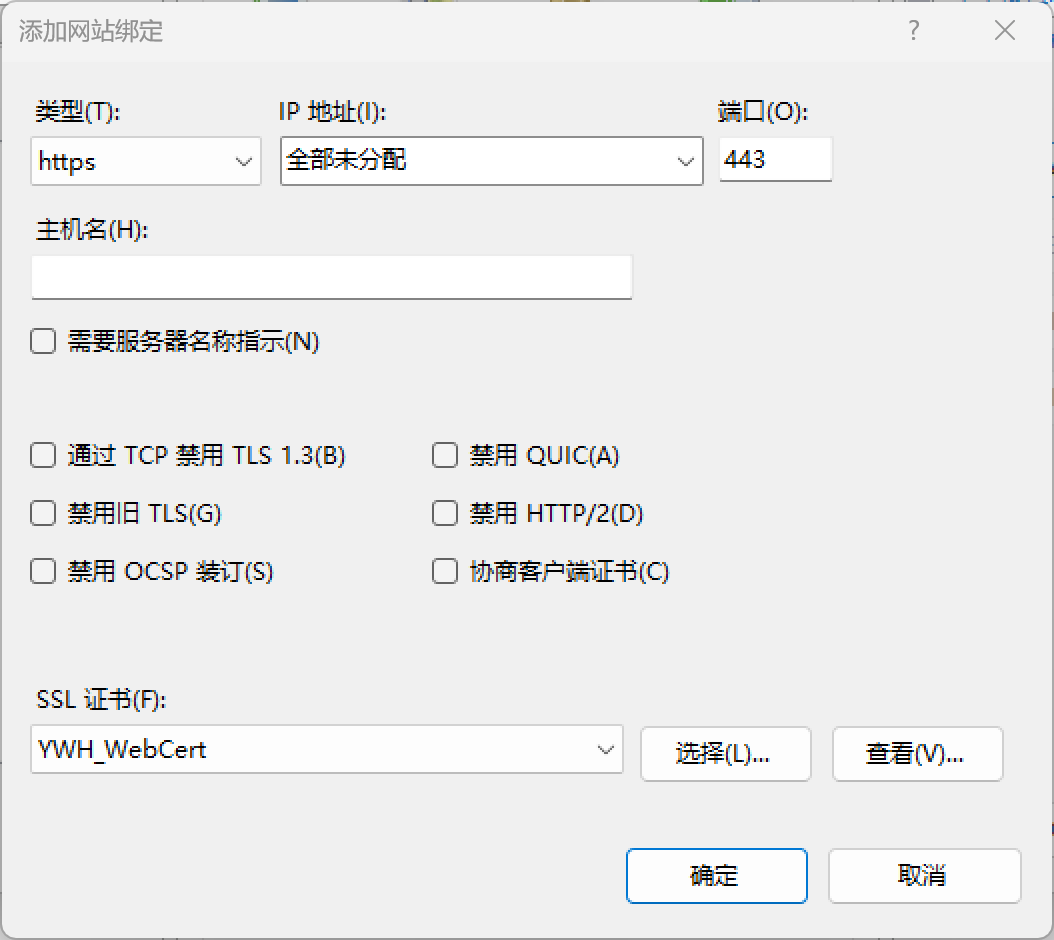 添加网站绑定
类型(T): IP 地址(I): 端口(O):
https 全部未分配 443
主机名(H):
需要服务器名称指示(N)
通过 TCP 禁用 TLS 1.3(B) 禁用 QUIC(A)
禁用旧 TLS(G) 禁用 HTTP/2(D)
禁用 OCSP 装订(S) 协商客户端证书(C)
SSL 证书(F):
YWH_WebCert 选择(L)... 查看(V)...
确定 取消